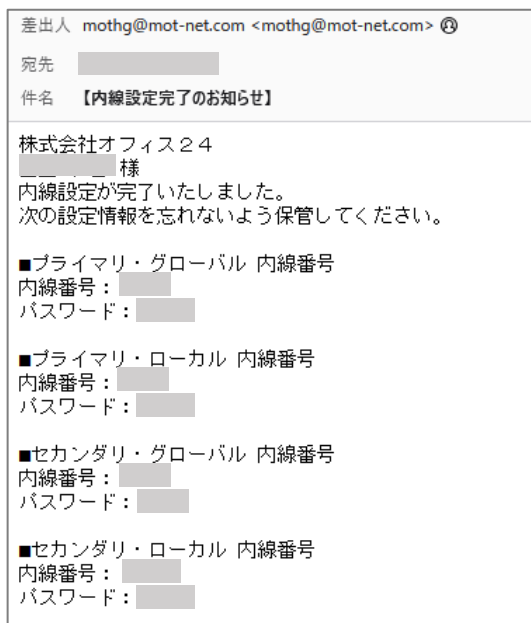 差出人 mothg@mot-net.com <mothg@mot-net.com>
宛先
件名 【内線設定完了のお知らせ】
株式会社オフィス２４
様
内線設定が完了いたしました。
次の設定情報を忘れないよう保管してください。
■プライマリ・グローバル 内線番号
内線番号：
パスワード：
■プライマリ・ローカル 内線番号
内線番号：
パスワード：
■セカンダリ・グローバル 内線番号
内線番号：
パスワード：
■セカンダリ・ローカル 内線番号
内線番号：
パスワード：